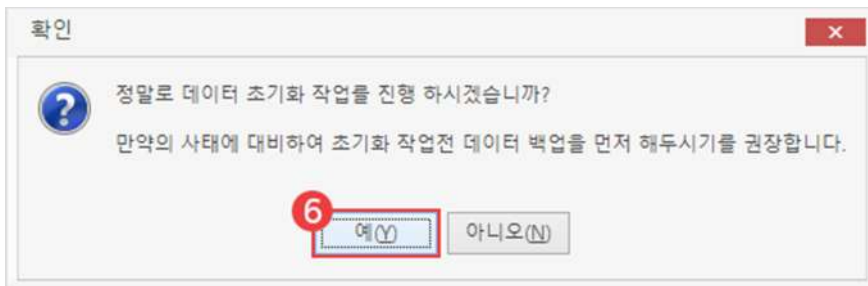 확인
정말로 데이터 초기화 작업를 진행 하시겠습니까?
만약의 사태에 대비하여 초기화 작업전 데이터 백업을 먼저 해두시기를 권장합니다.
6
예(Y) 아니오(N)